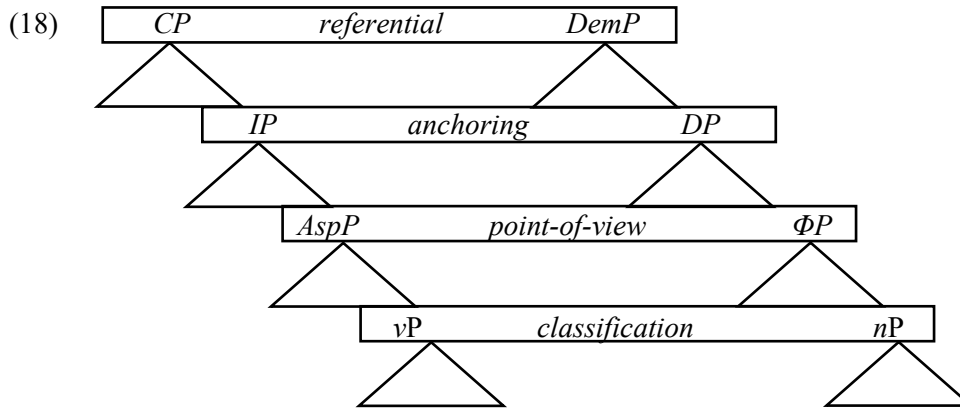 (18) CP referential DemP
IP anchoring DP
AspP point-of-view ΦP
vP classification nP